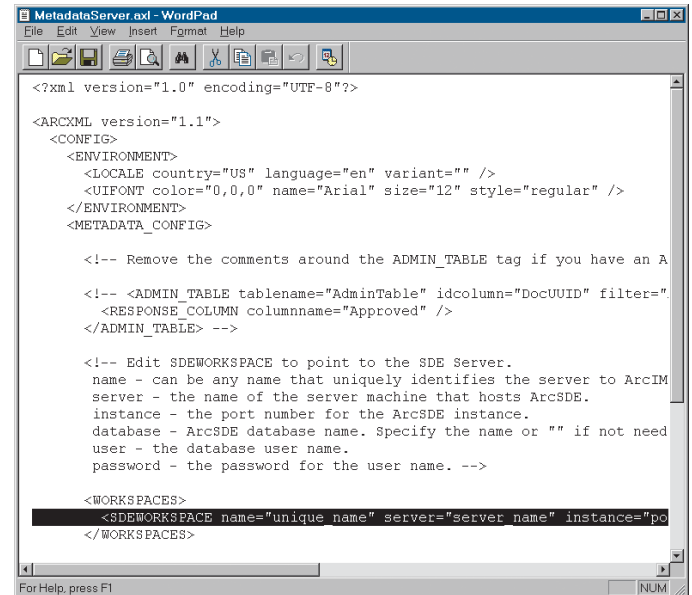 MetadataServer.axl - WordPad
File Edit View Insert Format Help
<?xml version="1.0" encoding="UTF-8"?>
<ARCXML version="1.1">
<CONFIG>
<ENVIRONMENT>
<LOCALE country="US" language="en" variant="" />
<UIFONT color="0,0,0" name="Arial" size="12" style="regular" />
</ENVIRONMENT>
<METADATA_CONFIG>
<!-- Remove the comments around the ADMIN_TABLE tag if you have an A
<!-- <ADMIN_TABLE tablename="AdminTable" idcolumn="DocUUID" filter="
<RESPONSE_COLUMN columnname="Approved" />
</ADMIN_TABLE> -->
<!-- Edit SDEWORKSPACE to point to the SDE Server.
name - can be any name that uniquely identifies the server to ArcIM
server - the name of the server machine that hosts ArcSDE.
instance - the port number for the ArcSDE instance.
database - ArcSDE database name. Specify the name or "" if not need
user - the database user name.
password - the password for the user name. -->
<WORKSPACES>
<SDEWORKSPACE name="unique_name" server="server_name" instance="po
</WORKSPACES>
For Help, press F1
NUM